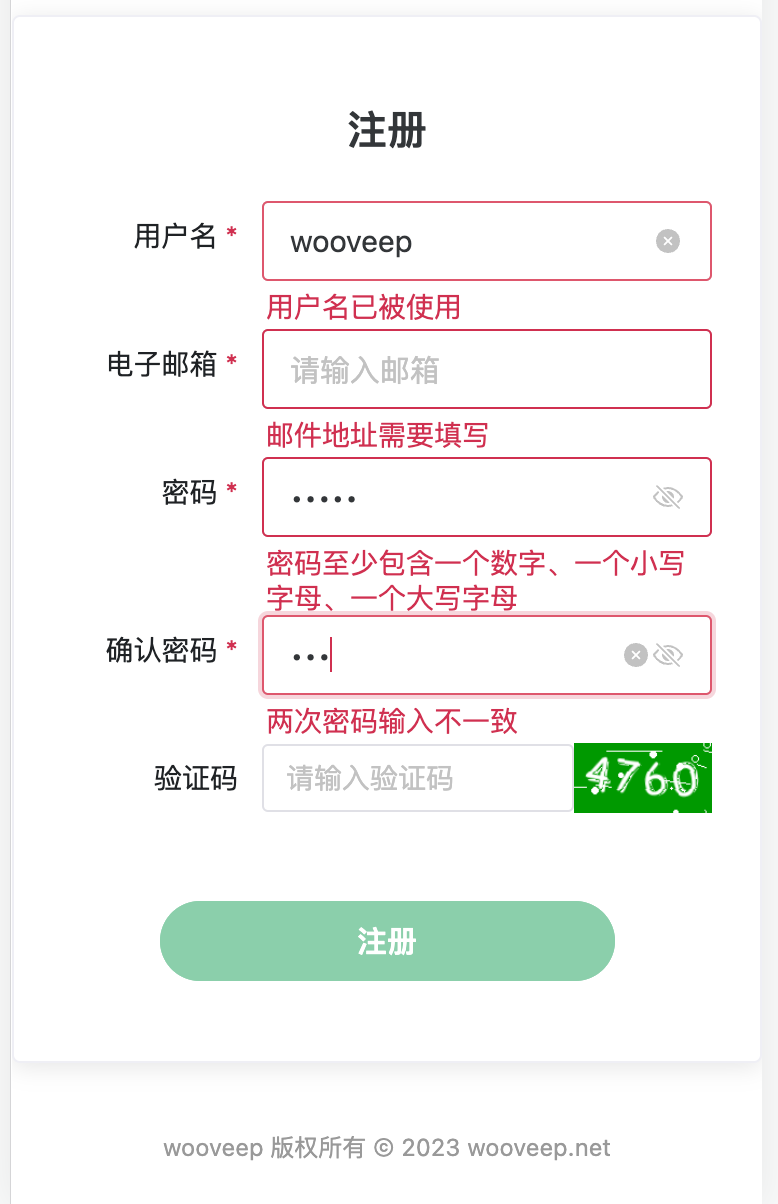 注册
用户名 *
wooveep
用户名已被使用
电子邮箱 *
请输入邮箱
邮件地址需要填写
密码 *
•••••
密码至少包含一个数字、一个小写
字母、一个大写字母
确认密码 *
•••
两次密码输入不一致
验证码
请输入验证码
4760
注册
wooveep 版权所有 © 2023 wooveep.net